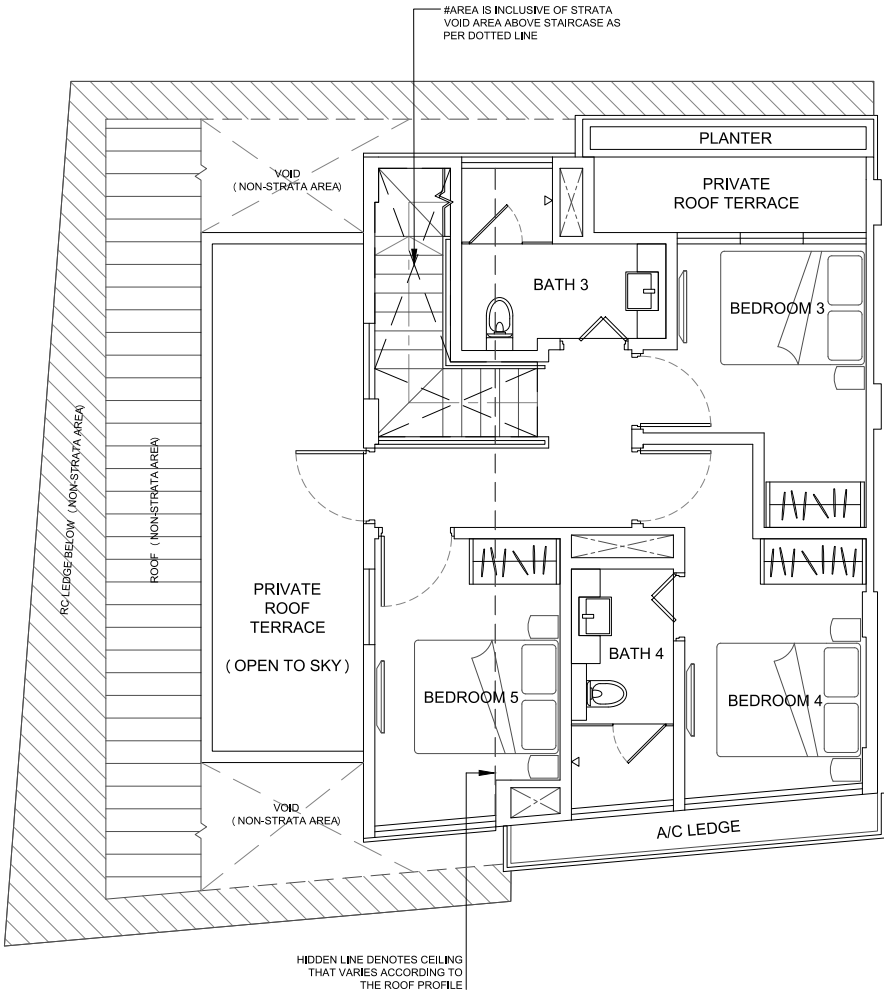 #AREA IS INCLUSIVE OF STRATA
VOID AREA ABOVE STAIRCASE AS
PER DOTTED LINE
PLANTER
VOID
( NON-STRATA AREA)
PRIVATE
ROOF TERRACE
BATH 3
BEDROOM 3
RC LEDGE BELOW ( NON-STRATA AREA)
ROOF ( NON-STRATA AREA)
PRIVATE
ROOF
TERRACE
( OPEN TO SKY )
BATH 4
BEDROOM 5
BEDROOM 4
VOID
( NON-STRATA AREA)
A/C LEDGE
HIDDEN LINE DENOTES CEILING
THAT VARIES ACCORDING TO
THE ROOF PROFILE